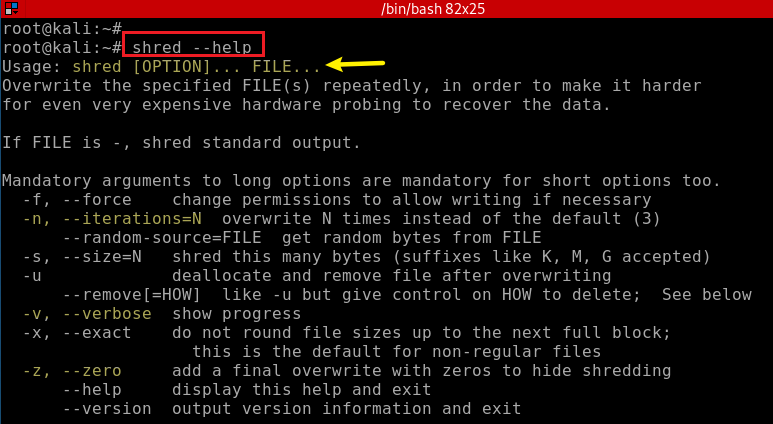 /bin/bash 82x25
root@kali:~#
root@kali:~# shred --help
Usage: shred [OPTION]... FILE...
Overwrite the specified FILE(s) repeatedly, in order to make it harder
for even very expensive hardware probing to recover the data.

If FILE is -, shred standard output.

Mandatory arguments to long options are mandatory for short options too.
  -f, --force    change permissions to allow writing if necessary
  -n, --iterations=N  overwrite N times instead of the default (3)
      --random-source=FILE  get random bytes from FILE
  -s, --size=N   shred this many bytes (suffixes like K, M, G accepted)
  -u             deallocate and remove file after overwriting
      --remove[=HOW]  like -u but give control on HOW to delete;  See below
  -v, --verbose  show progress
  -x, --exact    do not round file sizes up to the next full block;
                   this is the default for non-regular files
  -z, --zero     add a final overwrite with zeros to hide shredding
      --help     display this help and exit
      --version  output version information and exit